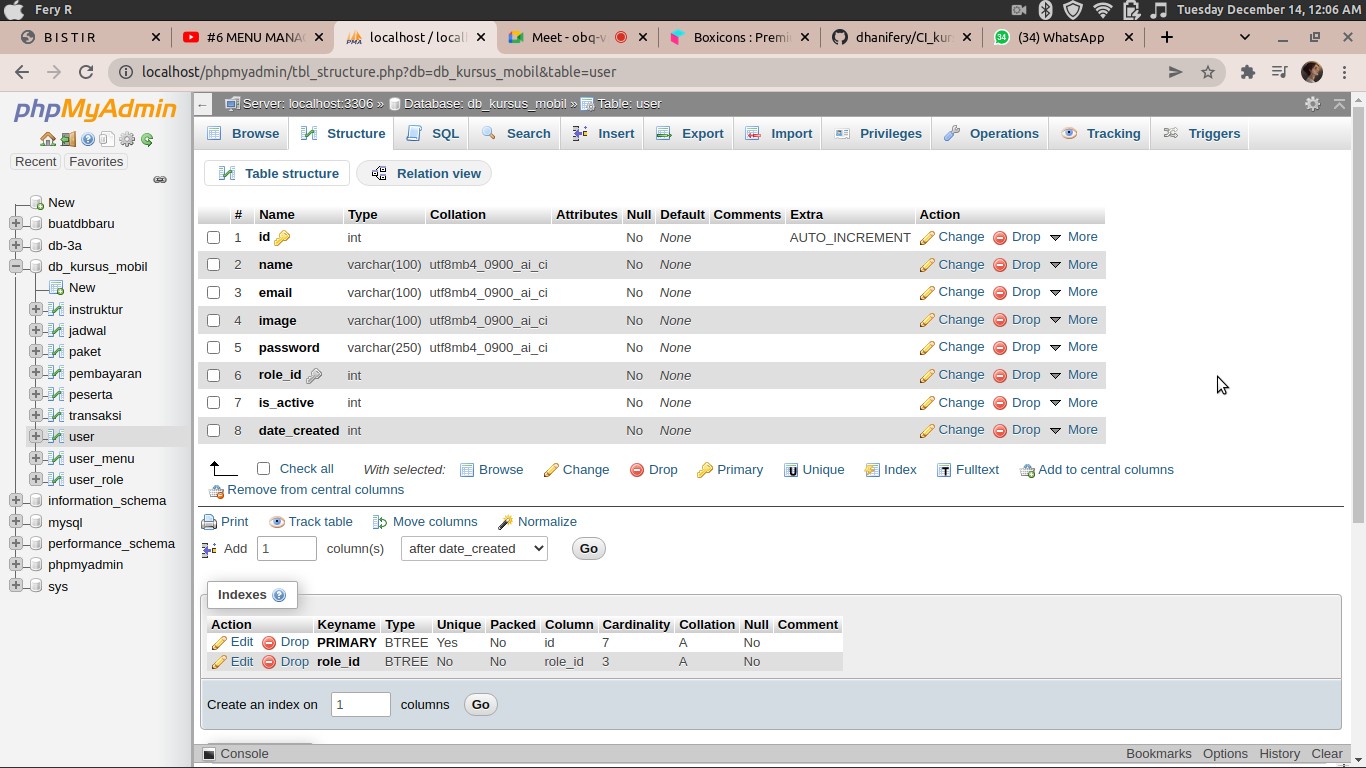 Fery R
Tuesday December 14, 12:06 AM
B I S T I R
#6 MENU MANA
localhost / local
Meet - obq-v
Boxicons : Premi
dhanifery/CI_kur
(34) WhatsApp
localhost/phpmyadmin/tbl_structure.php?db=db_kursus_mobil&table=user
phpMyAdmin
Recent Favorites
New
buatdbbaru
db-3a
db_kursus_mobil
New
instruktur
jadwal
paket
pembayaran
peserta
transaksi
user
user_menu
user_role
information_schema
mysql
performance_schema
phpmyadmin
sys
Server: localhost:3306 » Database: db_kursus_mobil » Table: user
Browse Structure SQL Search Insert Export Import Privileges Operations Tracking Triggers
Table structure Relation view
# Name Type Collation Attributes Null Default Comments Extra Action
1 id int No None AUTO_INCREMENT Change Drop More
2 name varchar(100) utf8mb4_0900_ai_ci No None Change Drop More
3 email varchar(100) utf8mb4_0900_ai_ci No None Change Drop More
4 image varchar(100) utf8mb4_0900_ai_ci No None Change Drop More
5 password varchar(250) utf8mb4_0900_ai_ci No None Change Drop More
6 role_id int No None Change Drop More
7 is_active int No None Change Drop More
8 date_created int No None Change Drop More
Check all With selected: Browse Change Drop Primary Unique Index Fulltext Add to central columns
Remove from central columns
Print Track table Move columns Normalize
Add 1 column(s) after date_created Go
Indexes
Action Keyname Type Unique Packed Column Cardinality Collation Null Comment
Edit Drop PRIMARY BTREE Yes No id 7 A No
Edit Drop role_id BTREE No No role_id 3 A No
Create an index on 1 columns Go
Console Bookmarks Options History Clear